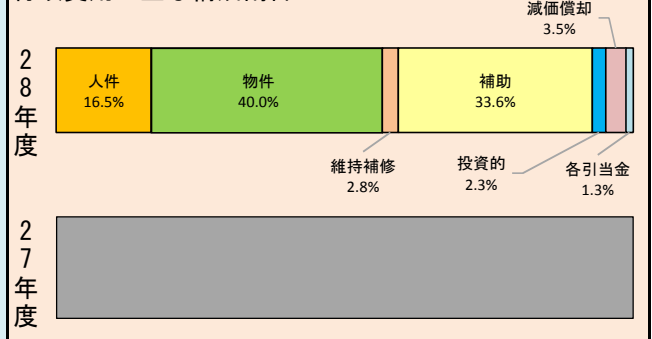 減価償却
3.5%
28年度
人件
16.5%
物件
40.0%
補助
33.6%
維持補修
2.8%
投資的
2.3%
各引当金
1.3%
27年度